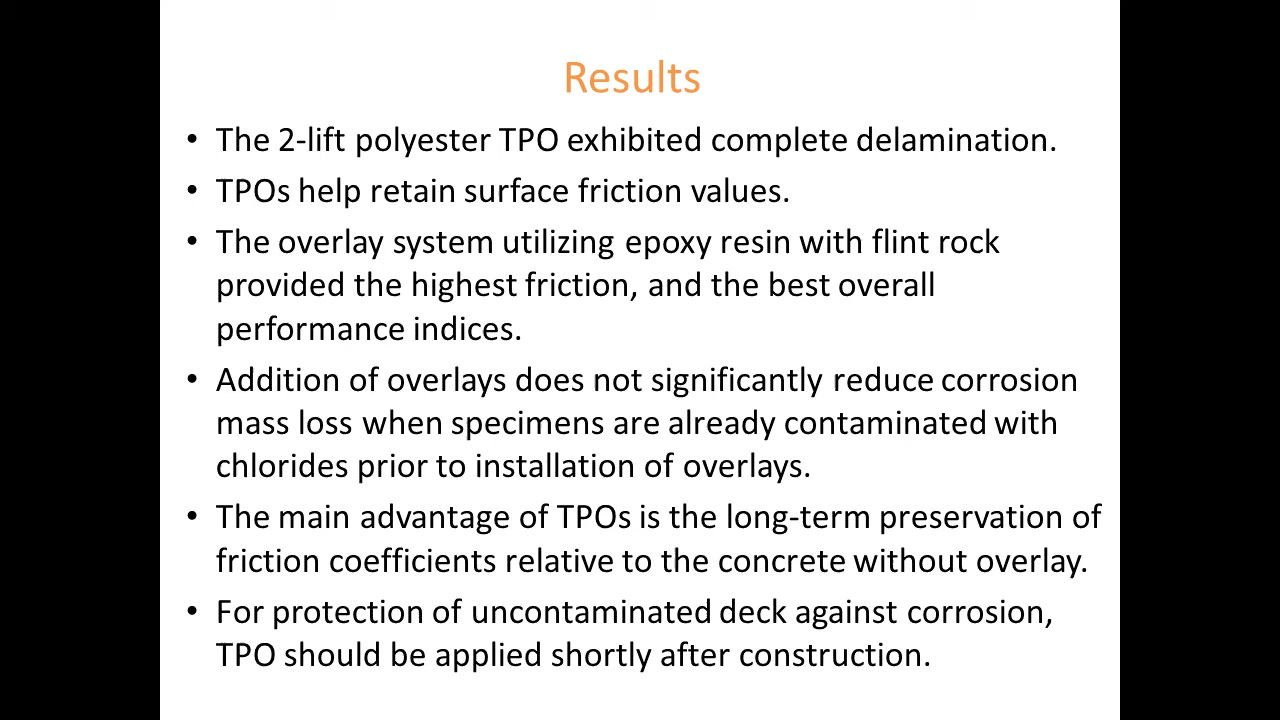 Results
• The 2-lift polyester TPO exhibited complete delamination.
• TPOs help retain surface friction values.
• The overlay system utilizing epoxy resin with flint rock
provided the highest friction, and the best overall
performance indices.
• Addition of overlays does not significantly reduce corrosion
mass loss when specimens are already contaminated with
chlorides prior to installation of overlays.
• The main advantage of TPOs is the long-term preservation of
friction coefficients relative to the concrete without overlay.
• For protection of uncontaminated deck against corrosion,
TPO should be applied shortly after construction.